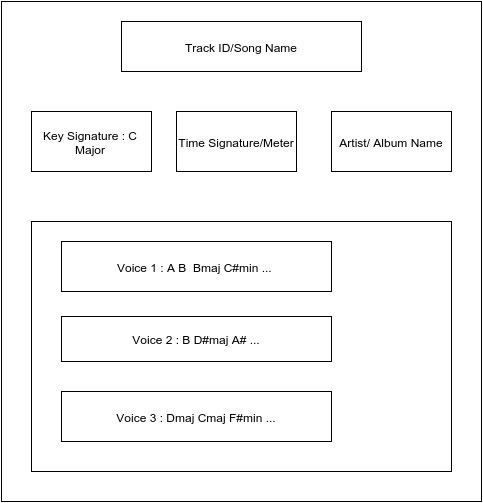 Track ID/Song Name
Key Signature : C
Major
Time Signature/Meter
Artist/ Album Name
Voice 1 : A B  Bmaj C#min ...
Voice 2 : B D#maj A# ...
Voice 3 : Dmaj Cmaj F#min ...